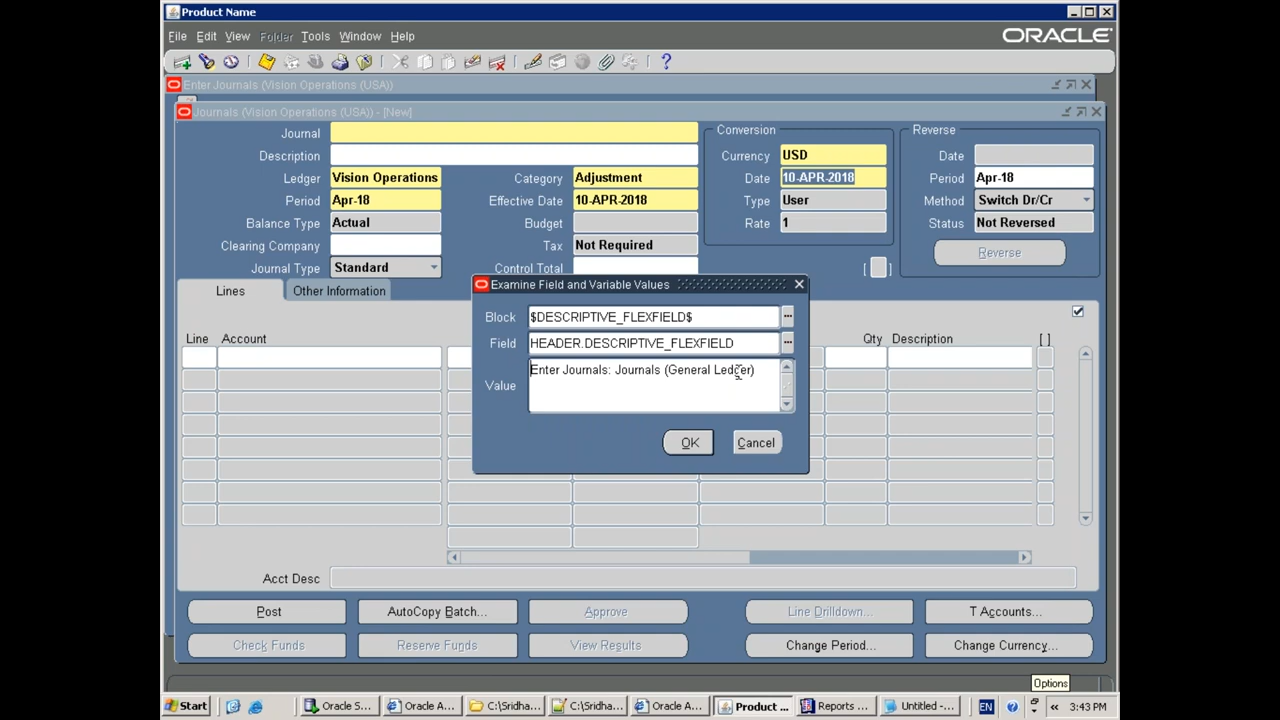 Product Name
File Edit View Folder Tools Window Help
ORACLE
Enter Journals (Vision Operations (USA))
Journals (Vision Operations (USA)) - [New]
Journal
Description
Ledger Vision Operations
Category Adjustment
Period Apr-18
Effective Date 10-APR-2018
Balance Type Actual
Budget
Clearing Company
Tax Not Required
Journal Type Standard
Control Total
Conversion
Currency USD
Date 10-APR-2018
Type User
Rate 1
Reverse
Date
Period Apr-18
Method Switch Dr/Cr
Status Not Reversed
Reverse
[ ]
Lines Other Information
Line Account Qty Description [ ]
Examine Field and Variable Values
Block $DESCRIPTIVE_FLEXFIELD$
Field HEADER.DESCRIPTIVE_FLEXFIELD
Value Enter Journals: Journals (General Ledger)
OK Cancel
Acct Desc
Post AutoCopy Batch... Approve Line Drilldown... T Accounts...
Check Funds Reserve Funds View Results Change Period... Change Currency...
Options
Start Oracle S... Oracle A... C:\Sridha... C:\Sridha... Oracle A... Product ... Reports ... Untitled -... EN 3:43 PM